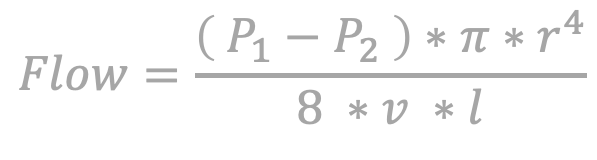 Flow = ( P₁ − P₂ ) ∗ π ∗ r⁴
8 ∗ v ∗ l